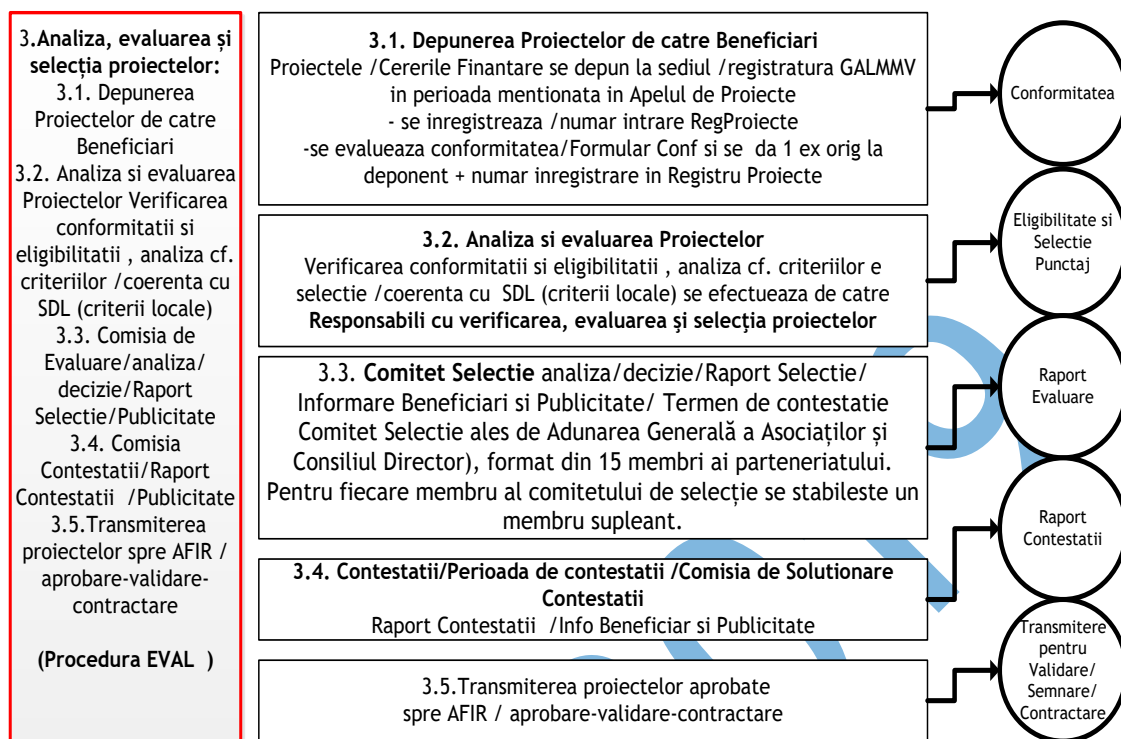 3.Analiza, evaluarea și
selecția proiectelor:
3.1. Depunerea
Proiectelor de catre
Beneficiari
3.2. Analiza si evaluarea
Proiectelor Verificarea
conformitatii si
eligibilitatii , analiza cf.
criteriilor /coerenta cu
SDL (criterii locale)
3.3. Comisia de
Evaluare/analiza/
decizie/Raport
Selectie/Publicitate
3.4. Comisia
Contestatii/Raport
Contestatii /Publicitate
3.5.Transmiterea
proiectelor spre AFIR /
aprobare-validare-
contractare
(Procedura EVAL )
3.1. Depunerea Proiectelor de catre Beneficiari
Proiectele /Cererile Finantare se depun la sediul /registratura GALMMV
in perioada mentionata in Apelul de Proiecte
- se inregistreaza /numar intrare RegProiecte
-se evalueaza conformitatea/Formular Conf si se da 1 ex orig la
deponent + numar inregistrare in Registru Proiecte
Conformitatea
3.2. Analiza si evaluarea Proiectelor
Verificarea conformitatii si eligibilitatii , analiza cf. criteriilor e
selectie /coerenta cu SDL (criterii locale) se efectueaza de catre
Responsabili cu verificarea, evaluarea şi selecția proiectelor
Eligibilitate si
Selectie
Punctaj
3.3. Comitet Selectie analiza/decizie/Raport Selectie/
Informare Beneficiari si Publicitate/ Termen de contestatie
Comitet Selectie ales de Adunarea Generală a Asociaților și
Consiliul Director), format din 15 membri ai parteneriatului.
Pentru fiecare membru al comitetului de selecție se stabileste un
membru supleant.
Raport
Evaluare
3.4. Contestatii/Perioada de contestatii /Comisia de Solutionare
Contestatii
Raport Contestatii /Info Beneficiar si Publicitate
Raport
Contestatii
3.5.Transmiterea proiectelor aprobate
spre AFIR / aprobare-validare-contractare
Transmitere
pentru
Validare/
Semnare/
Contractare